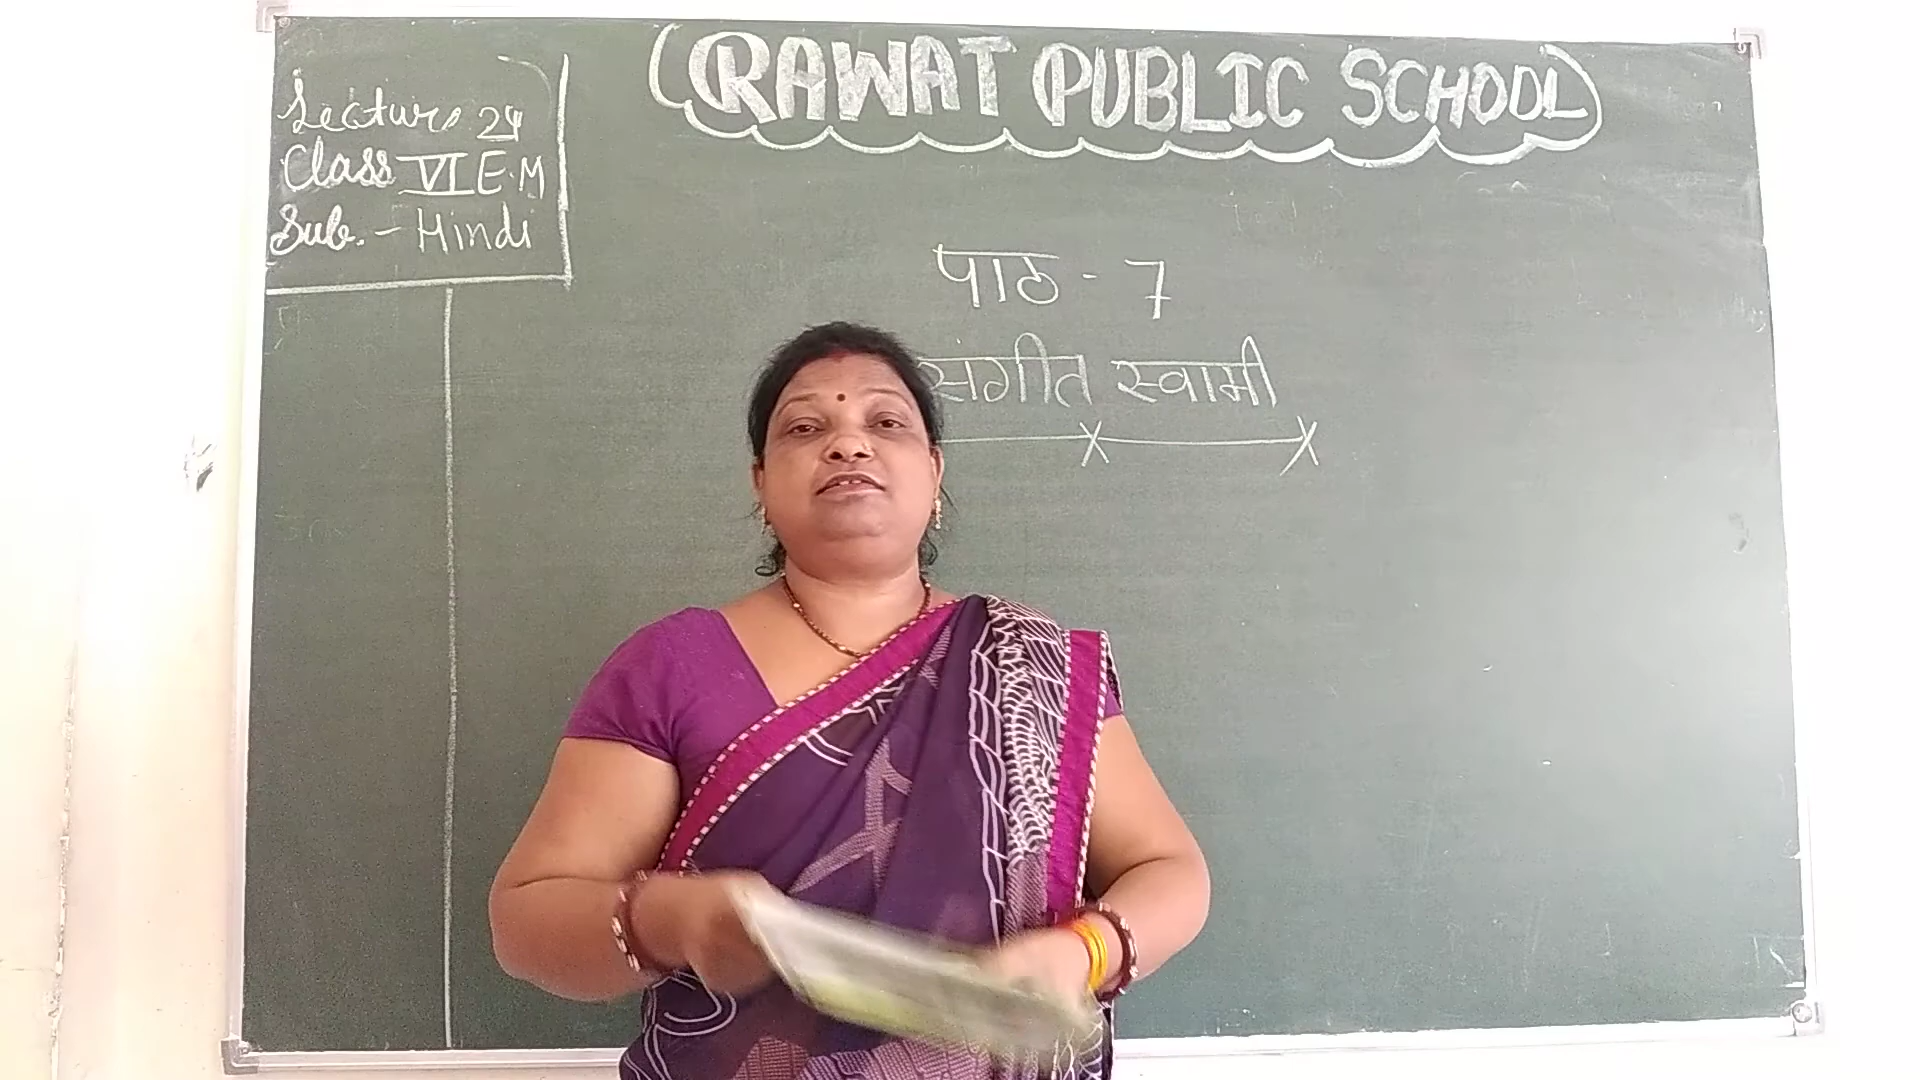 RAWAT PUBLIC SCHOOL
Lecture 24
Class VI E.M
Sub. - Hindi
पाठ - 7
संगीत स्वामी